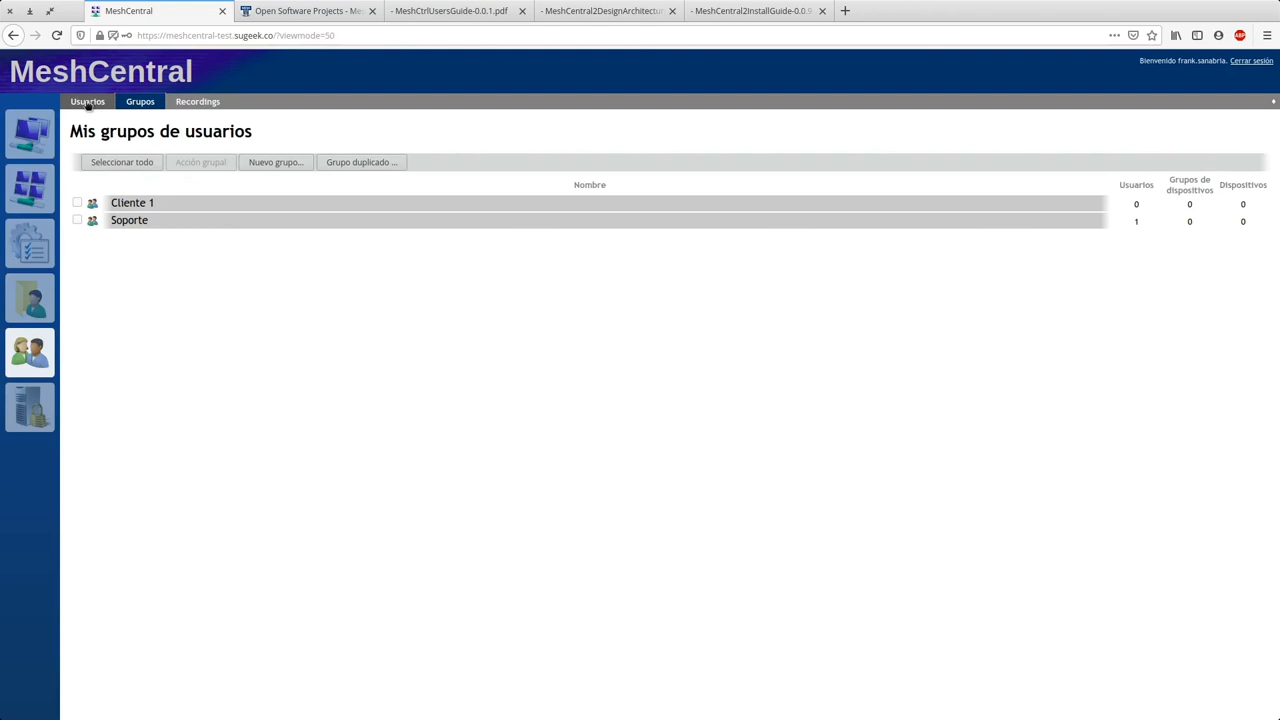 MeshCentral
Open Software Projects - Me
- MeshCtrlUsersGuide-0.0.1.pdf
- MeshCentral2DesignArchitectur
- MeshCentral2InstallGuide-0.0.9
https://meshcentral-test.sugeek.co/?viewmode=50
MeshCentral
Bienvenido frank.sanabria. Cerrar sesión
Usuarios Grupos Recordings
Mis grupos de usuarios
Seleccionar todo Acción grupal Nuevo grupo... Grupo duplicado ...
Nombre Usuarios Grupos de dispositivos Dispositivos
Cliente 1 0 0 0
Soporte 1 0 0